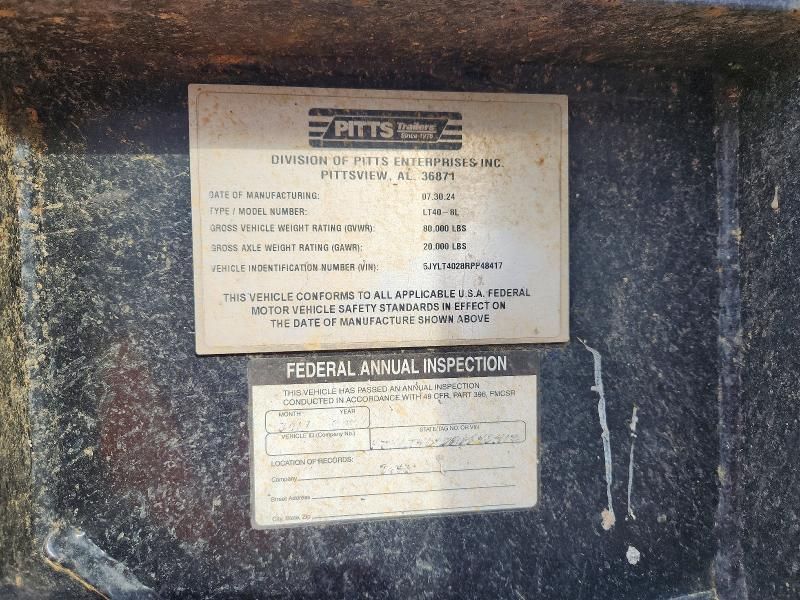 PITTS Trailers
Since 1976
DIVISION OF PITTS ENTERPRISES INC.
PITTSVIEW, AL. 36871
DATE OF MANUFACTURING: 07.30.24
TYPE / MODEL NUMBER: LT40-8L
GROSS VEHICLE WEIGHT RATING (GVWR): 80.000 LBS
GROSS AXLE WEIGHT RATING (GAWR): 20.000 LBS
VEHICLE INDENTIFICATION NUMBER (VIN): 5JYLT4028RPP48417
THIS VEHICLE CONFORMS TO ALL APPLICABLE U.S.A. FEDERAL
MOTOR VEHICLE SAFETY STANDARDS IN EFFECT ON
THE DATE OF MANUFACTURE SHOWN ABOVE
FEDERAL ANNUAL INSPECTION
THIS VEHICLE HAS PASSED AN ANNUAL INSPECTION
CONDUCTED IN ACCORDANCE WITH 49 CFR, PART 396, FMCSR
MONTH YEAR
VEHICLE ID (Company No.) STATE/TAG NO. OR VIN
LOCATION OF RECORDS:
Company
Street Address
City, State, Zip